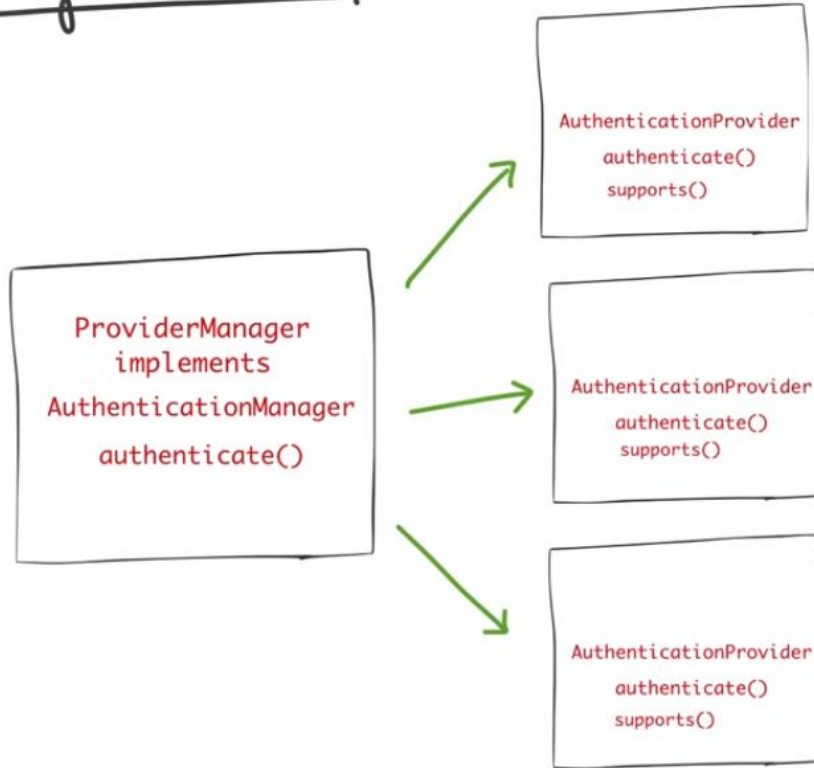 ProviderManager
implements
AuthenticationManager
authenticate()
AuthenticationProvider
authenticate()
supports()
AuthenticationProvider
authenticate()
supports()
AuthenticationProvider
authenticate()
supports()